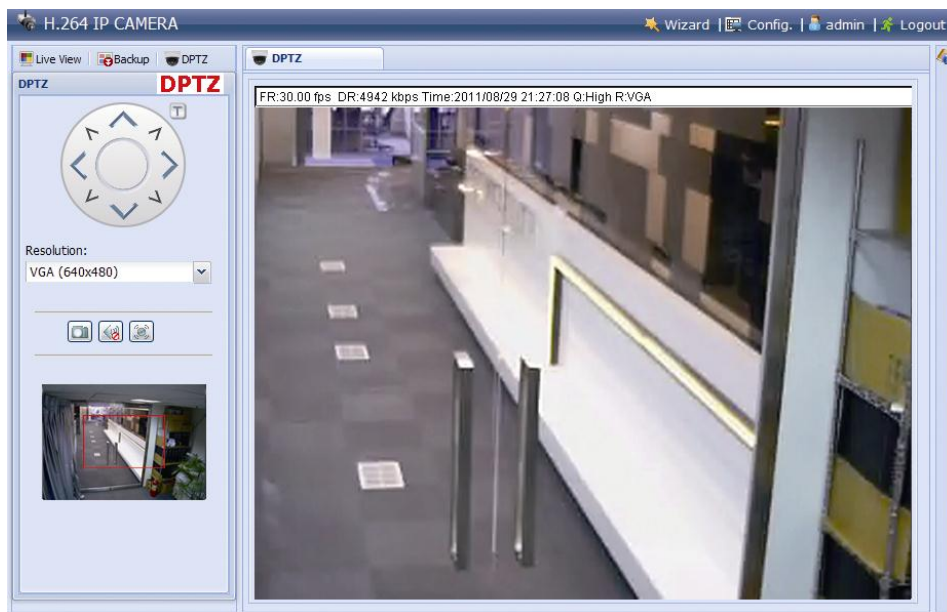 H.264 IP CAMERA
Wizard | Config. | admin | Logout
Live View Backup DPTZ
DPTZ DPTZ
T
Resolution:
VGA (640x480)
DPTZ
FR:30.00 fps DR:4942 kbps Time:2011/08/29 21:27:08 Q:High R:VGA